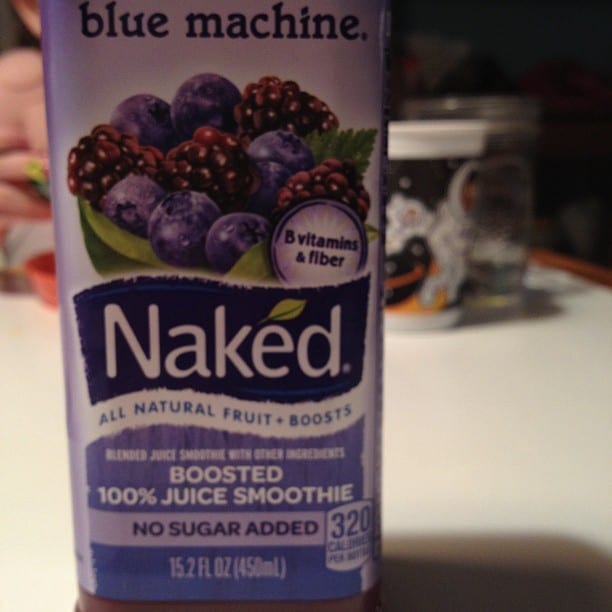 blue machine.
B vitamins
& fiber
Naked.
ALL NATURAL FRUIT + BOOSTS
BLENDED JUICE SMOOTHIE WITH OTHER INGREDIENTS
BOOSTED
100% JUICE SMOOTHIE
NO SUGAR ADDED
320
CALORIES
PER BOTTLE
15.2 FL OZ (450mL)